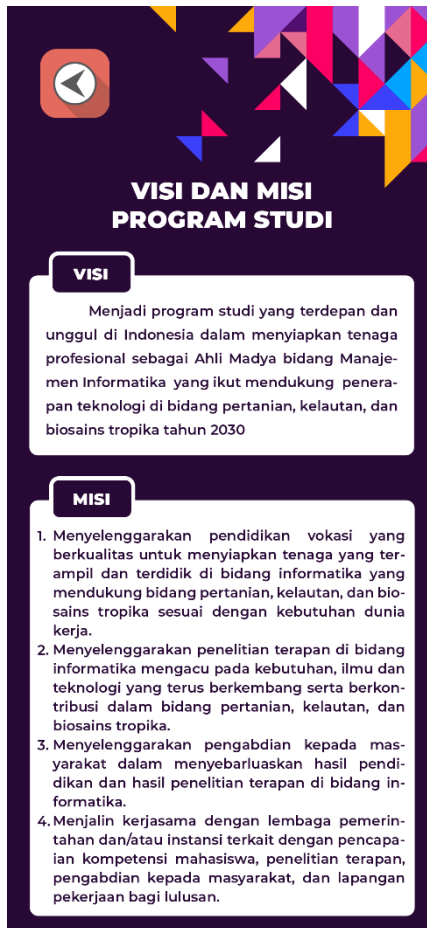 VISI DAN MISI
PROGRAM STUDI
VISI
Menjadi program studi yang terdepan dan
unggul di Indonesia dalam menyiapkan tenaga
profesional sebagai Ahli Madya bidang Manaje-
men Informatika yang ikut mendukung penera-
pan teknologi di bidang pertanian, kelautan, dan
biosains tropika tahun 2030
MISI
1. Menyelenggarakan pendidikan vokasi yang
berkualitas untuk menyiapkan tenaga yang ter-
ampil dan terdidik di bidang informatika yang
mendukung bidang pertanian, kelautan, dan bio-
sains tropika sesuai dengan kebutuhan dunia
kerja.
2. Menyelenggarakan penelitian terapan di bidang
informatika mengacu pada kebutuhan, ilmu dan
teknologi yang terus berkembang serta berkon-
tribusi dalam bidang pertanian, kelautan, dan
biosains tropika.
3. Menyelenggarakan pengabdian kepada mas-
yarakat dalam menyebarluaskan hasil pendi-
dikan dan hasil penelitian terapan di bidang in-
formatika.
4. Menjalin kerjasama dengan lembaga pemerin-
tahan dan/atau instansi terkait dengan pencapa-
ian kompetensi mahasiswa, penelitian terapan,
pengabdian kepada masyarakat, dan lapangan
pekerjaan bagi lulusan.